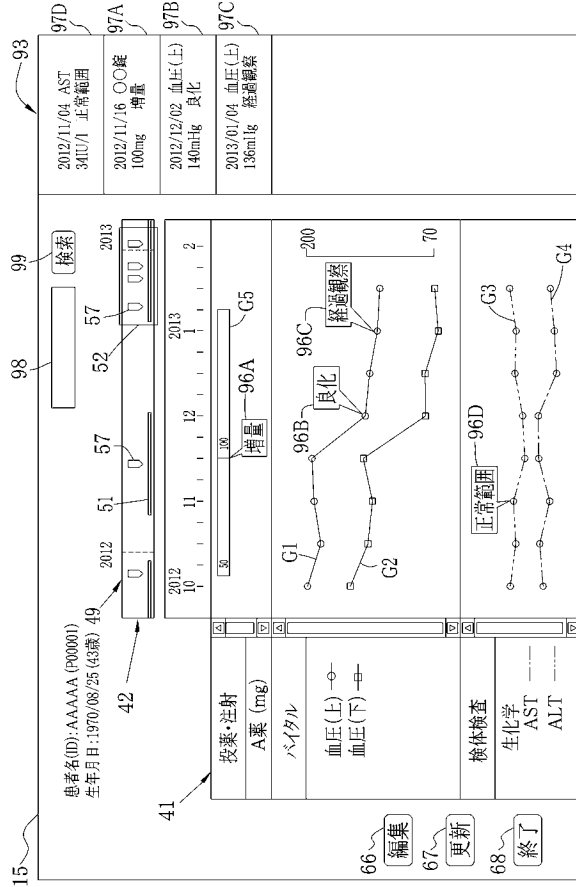 15
患者名(ID):AAAAA (P00001)
生年月日:1970/08/25 (43歳)
98
99
検索
93
42
49
2012
51
57
52
57
2013
41
2012
10
11
12
2013
1
2
投薬・注射
A薬 (mg)
50
100
G5
増量
96A
バイタル
血圧(上)
血圧(下)
G1
G2
96B
良化
96C
経過観察
200
70
検体検査
生化学
AST
ALT
正常範囲
96D
G3
G4
66
編集
67
更新
68
終了
2012/11/04 AST
34IU/l 正常範囲
97D
2012/11/16 〇〇錠
100mg 増量
97A
2012/12/02 血圧(上)
140mHg 良化
97B
2013/01/04 血圧(上)
136mHg 経過観察
97C